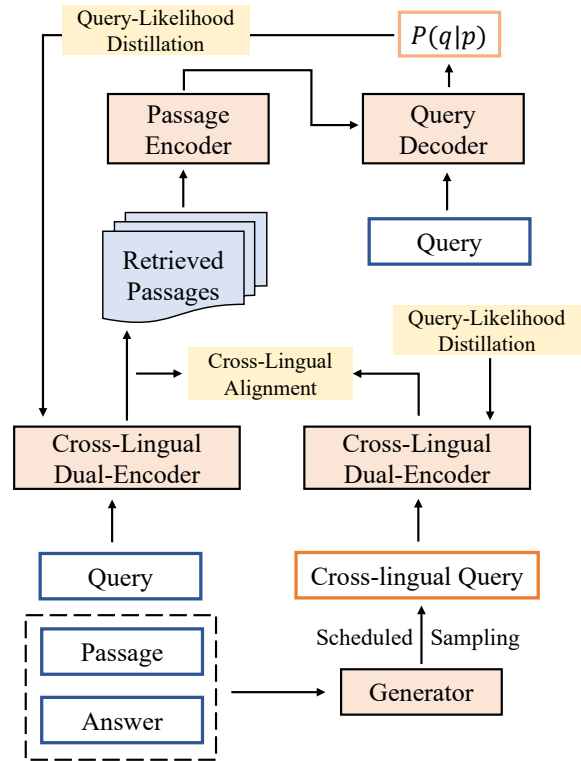 Query-Likelihood
Distillation
P(q|p)
Passage
Encoder
Query
Decoder
Retrieved
Passages
Query
Query-Likelihood
Distillation
Cross-Lingual
Alignment
Cross-Lingual
Dual-Encoder
Cross-Lingual
Dual-Encoder
Query
Cross-lingual Query
Passage
Scheduled Sampling
Answer
Generator